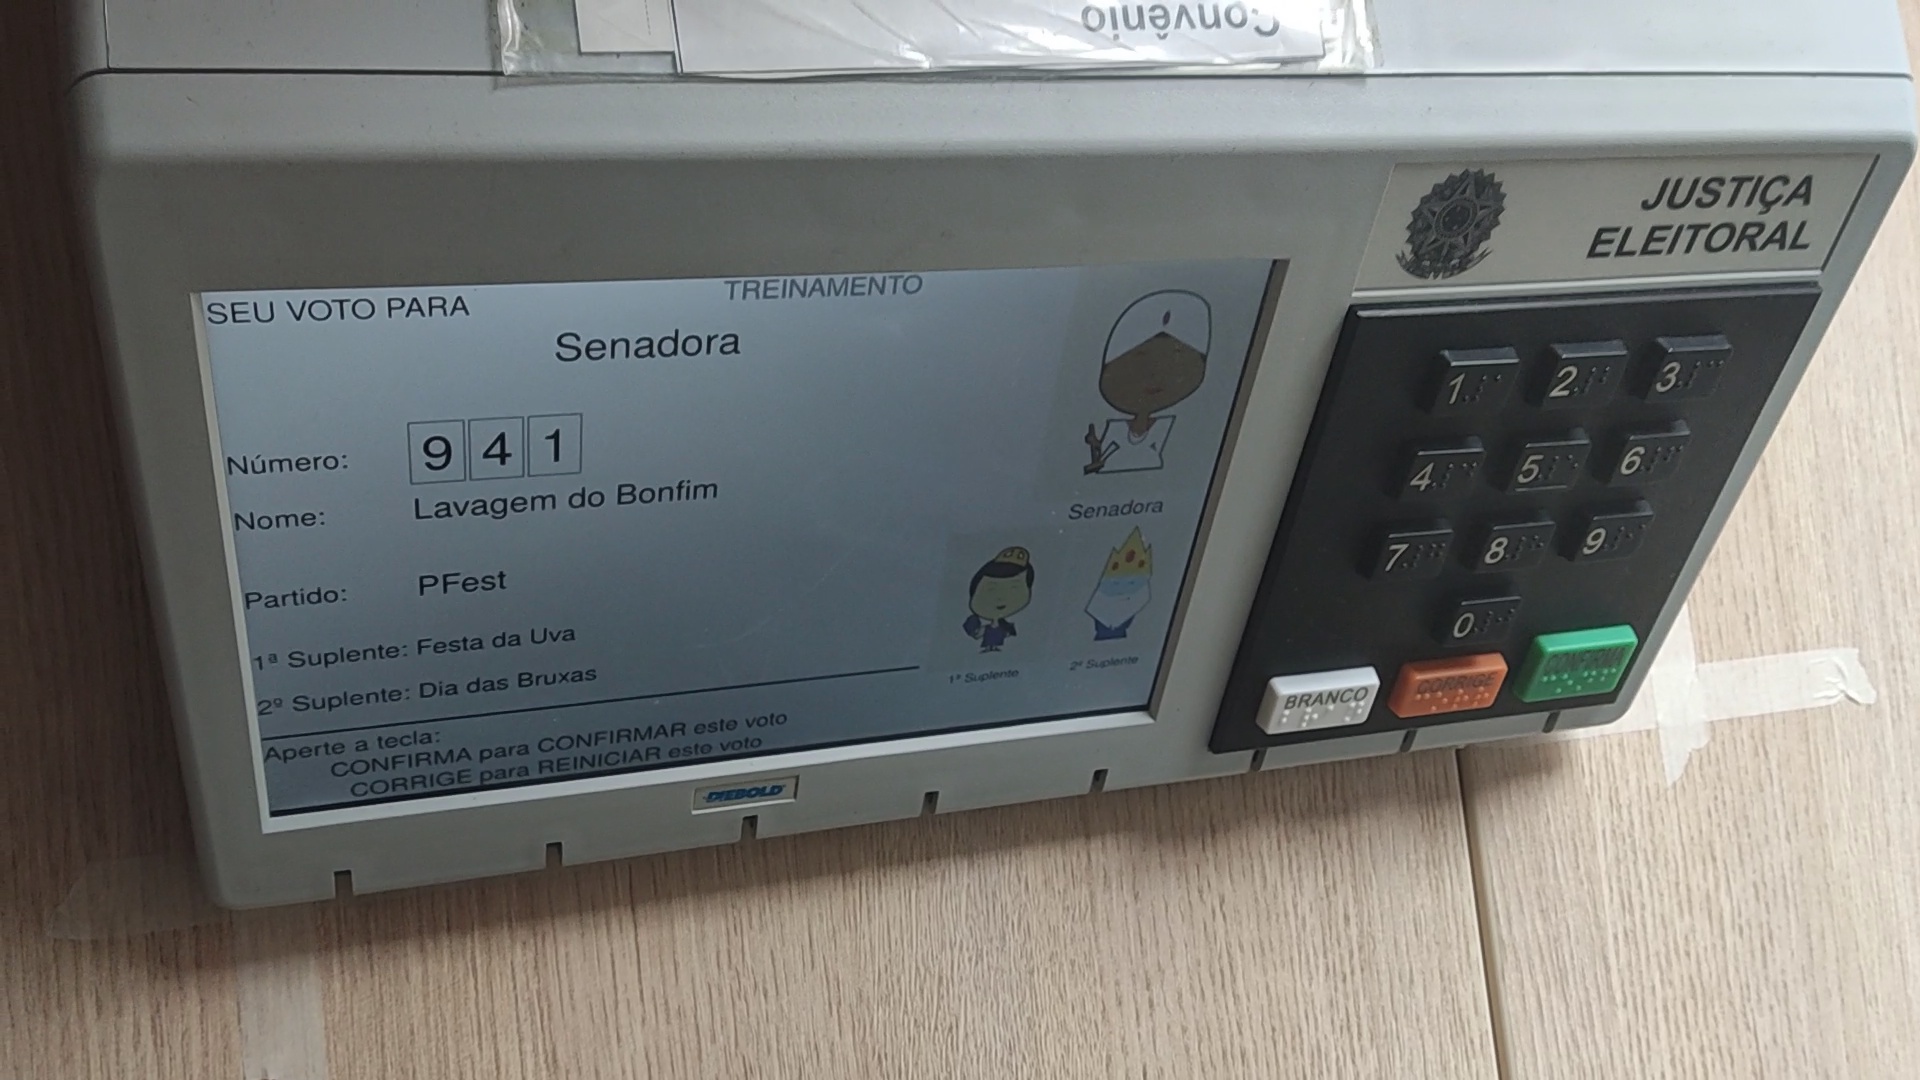 Convênio
JUSTIÇA
ELEITORAL
TREINAMENTO
SEU VOTO PARA
Senadora
Número: 9 4 1
Nome: Lavagem do Bonfim
Senadora
Partido: PFest
1ª Suplente: Festa da Uva
2º Suplente: Dia das Bruxas
1ª Suplente
2º Suplente
Aperte a tecla:
CONFIRMA para CONFIRMAR este voto
CORRIGE para REINICIAR este voto
DIEBOLD
1 2 3
4 5 6
7 8 9
0
BRANCO CORRIGE CONFIRMA